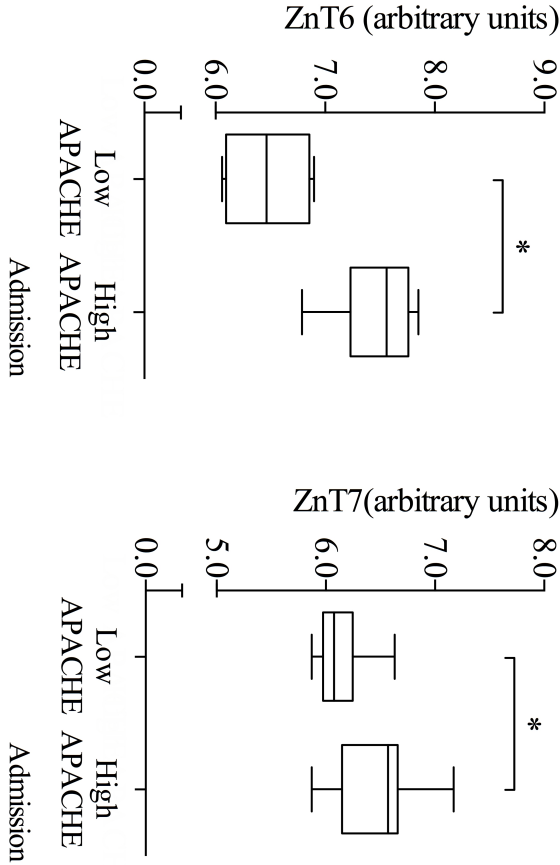 ZnT6 (arbitrary units)
9.0
8.0
7.0
6.0
0.0
*
Low High
APACHE APACHE
Admission
ZnT7(arbitrary units)
8.0
7.0
6.0
5.0
0.0
*
Low High
APACHE APACHE
Admission